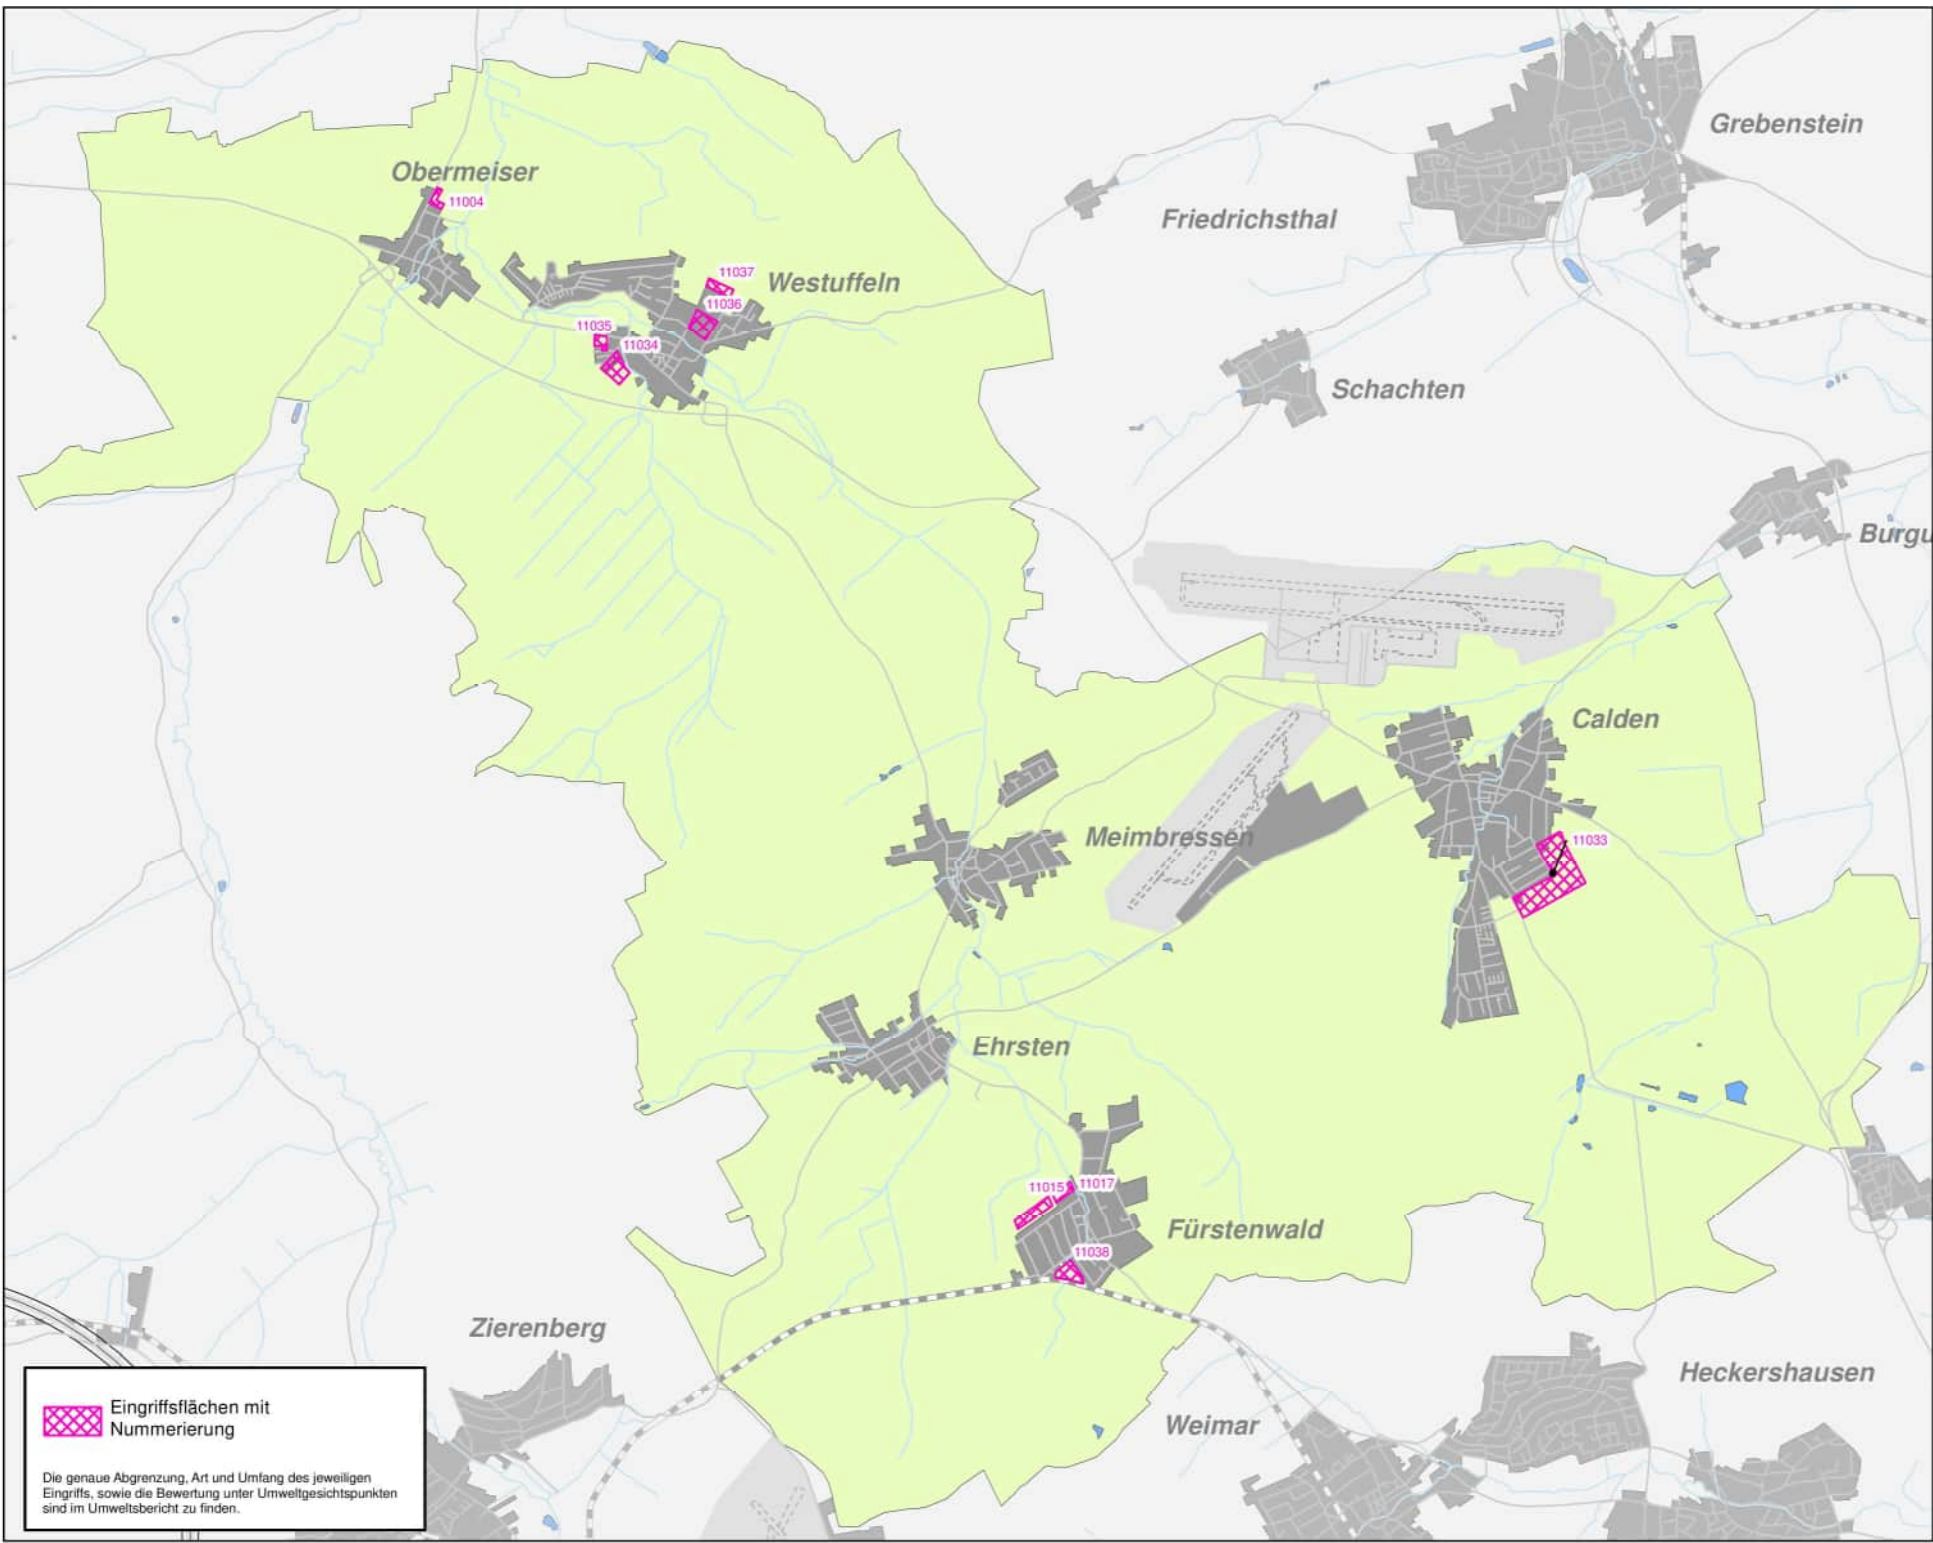 Grebenstein
Obermeiser
11004
Friedrichsthal
11037
Westuffeln
11036
11035
11034
Schachten
Burgu
Calden
Meimbressen
11033
Ehrsten
11015
11017
Fürstenwald
11038
Zierenberg
Heckershausen
Weimar
Eingriffsflächen mit
Nummerierung
Die genaue Abgrenzung, Art und Umfang des jeweiligen
Eingriffs, sowie die Bewertung unter Umweltgesichtspunkten
sind im Umweltsbericht zu finden.